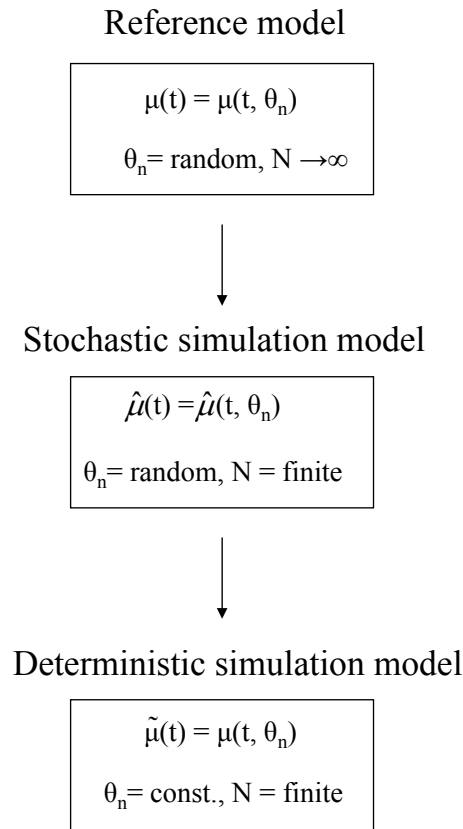 Reference model
μ(t) = μ(t, θₙ)
θₙ= random, N →∞
Stochastic simulation model
μ̂(t) = μ̂(t, θₙ)
θₙ= random, N = finite
Deterministic simulation model
μ̃(t) = μ(t, θₙ)
θₙ= const., N = finite